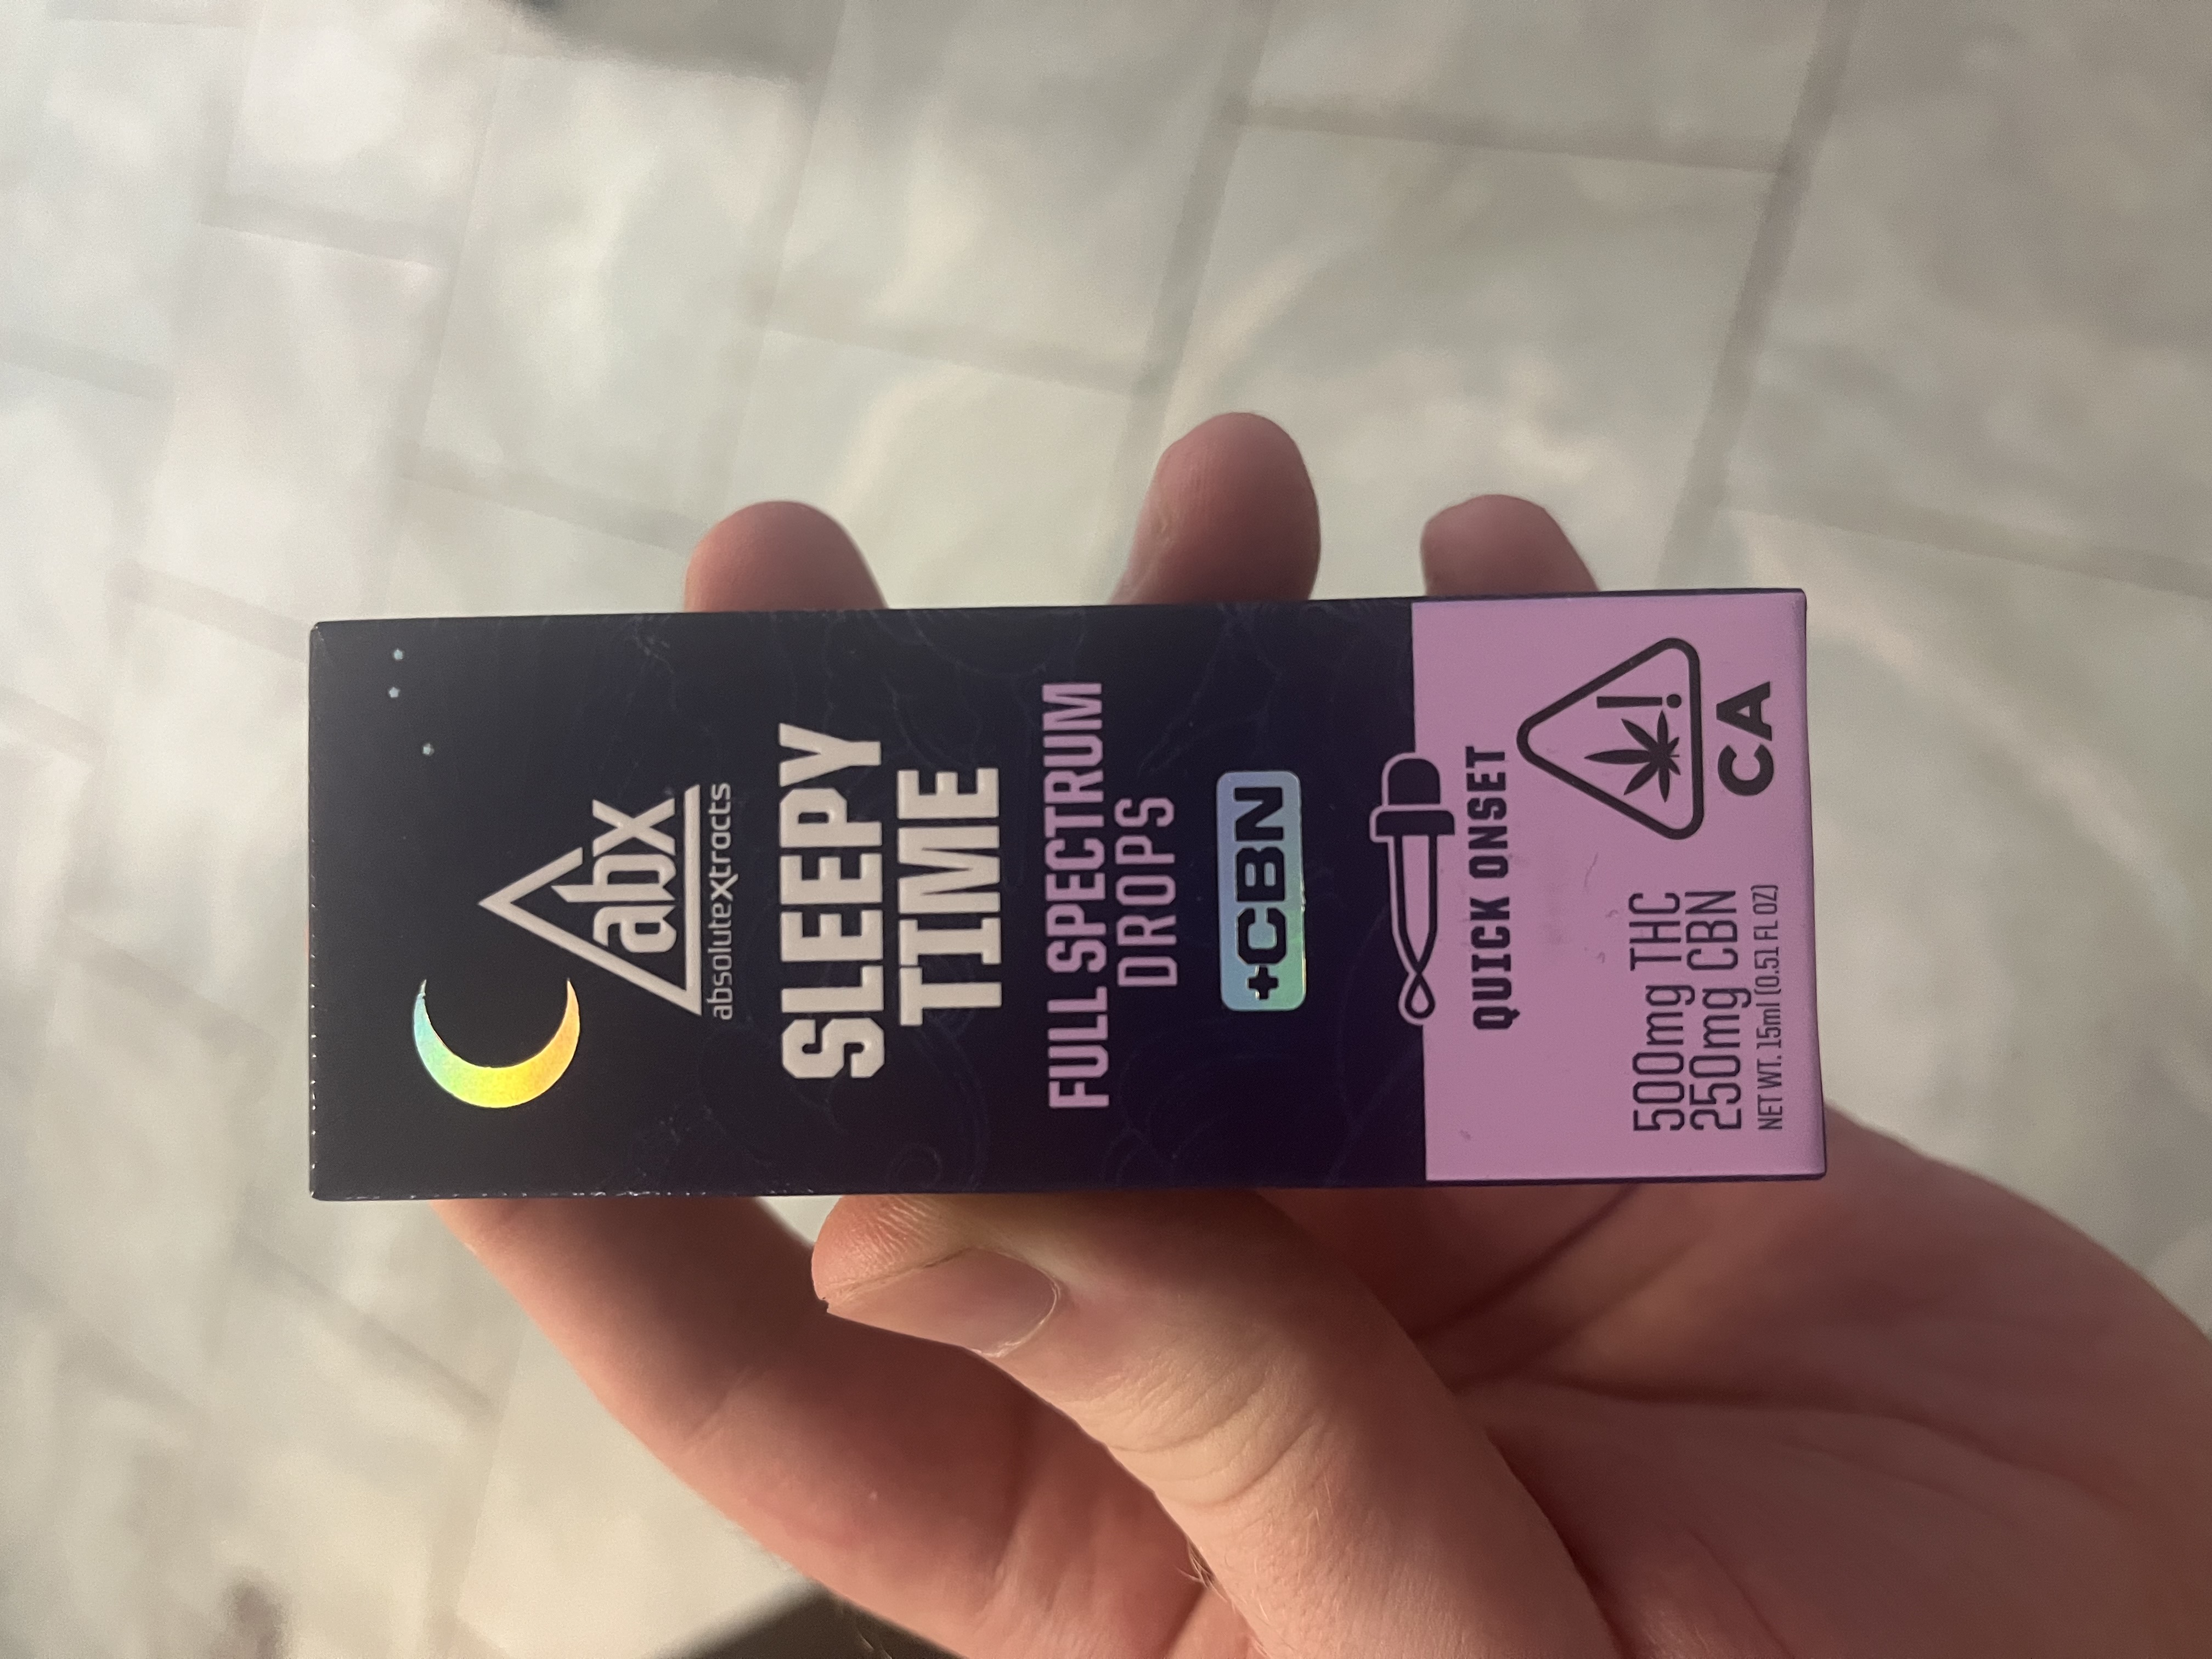 abx
absolutextracts
SLEEPY
TIME
FULL SPECTRUM
DROPS
+CBN
QUICK ONSET
500mg THC
250mg CBN
NET WT. 15ml (0.51 FL OZ)
!
CA